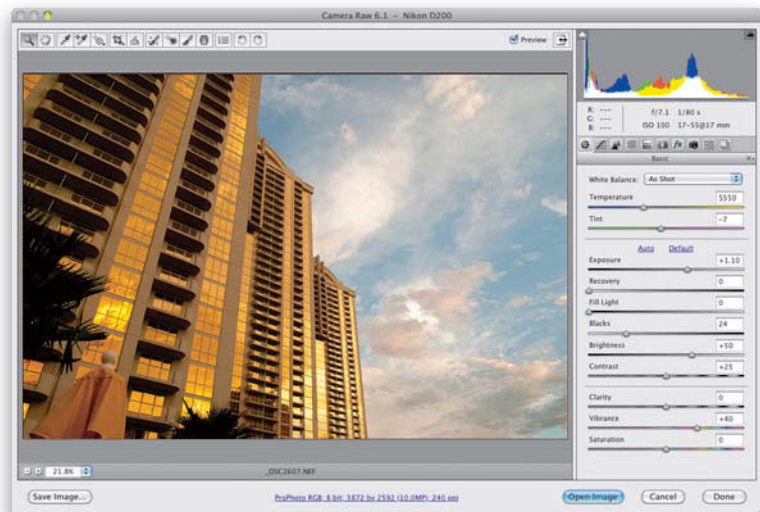 Camera Raw 6.1 – Nikon D200
Preview
R: ---
G: ---
B: ---
f/7.1 1/80 s
ISO 100 17-55@17 mm
Basic
White Balance: As Shot
Temperature 5550
Tint -7
Auto Default
Exposure +1.10
Recovery 0
Fill Light 0
Blacks 24
Brightness +50
Contrast +25
Clarity 0
Vibrance +40
Saturation 0
21.8%
_DSC2607.NEF
Save Image...
ProPhoto RGB; 8 bit; 3872 by 2592 (10.0MP); 240 ppi
Open Image
Cancel
Done